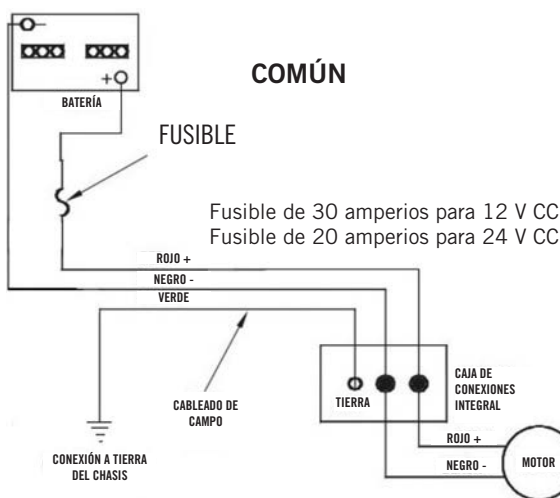 COMÚN
BATERÍA
FUSIBLE
Fusible de 30 amperios para 12 V CC
Fusible de 20 amperios para 24 V CC
ROJO +
NEGRO -
VERDE
TIERRA
CAJA DE
CONEXIONES
INTEGRAL
CABLEADO DE
CAMPO
CONEXIÓN A TIERRA
DEL CHASIS
ROJO +
NEGRO -
MOTOR